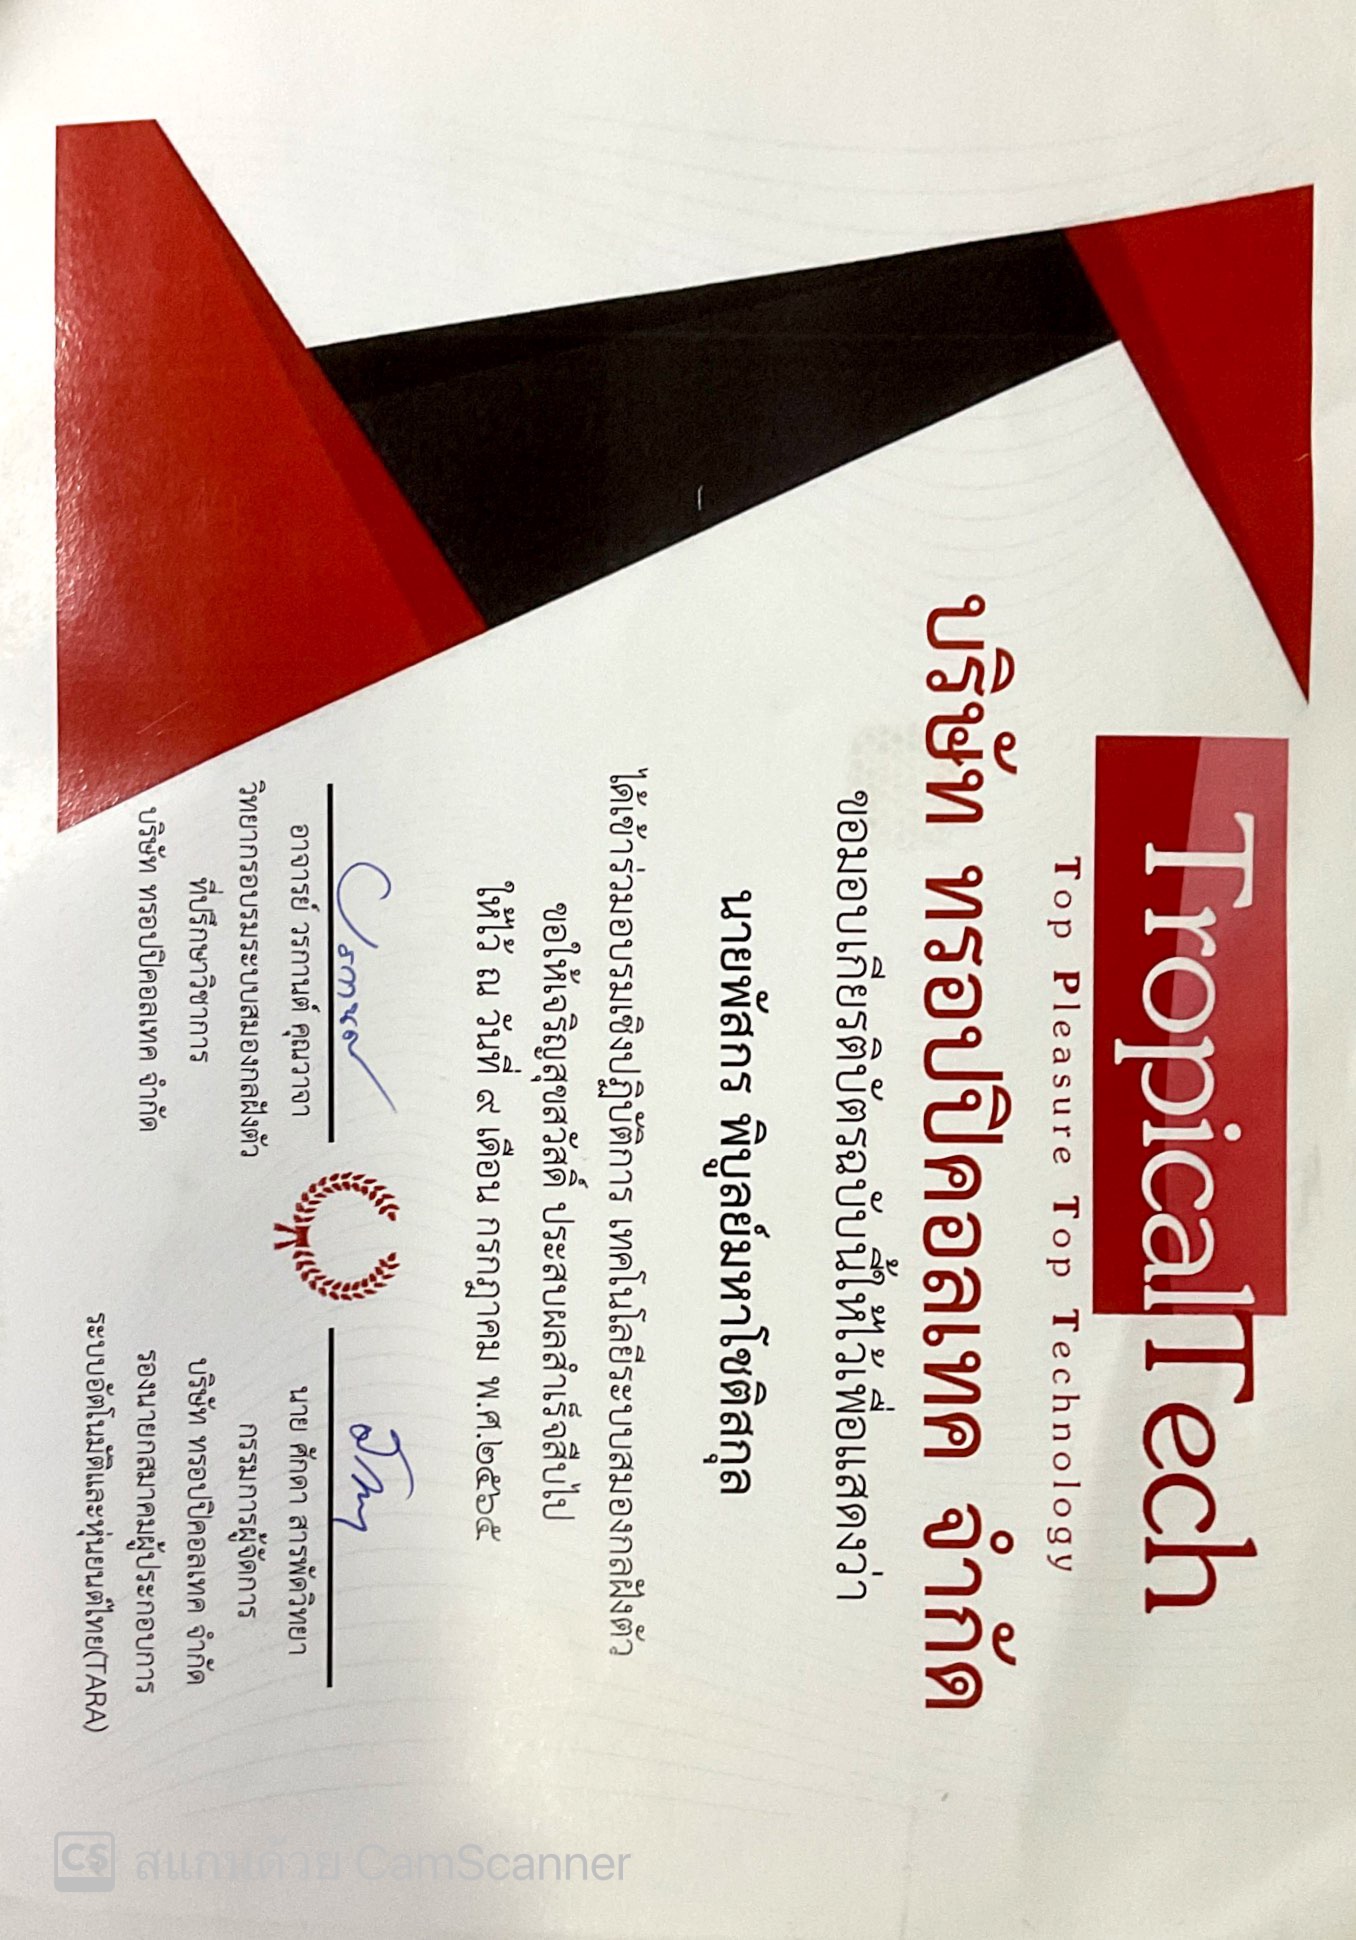 TropicalTech
Top Pleasure Top Technology
บริษัท ทรอปปิคอลเทค จำกัด
ขอมอบเกียรติบัตรฉบับนี้ให้ไว้เพื่อแสดงว่า
นายพัสกร พิบูลย์มหาโชติสกุล
ได้เข้าร่วมอบรมเชิงปฏิบัติการ เทคโนโลยีระบบสมองกลฝังตัว
ขอให้เจริญสุขสวัสดิ์ ประสบผลสำเร็จสืบไป
ให้ไว้ ณ วันที่ ๙ เดือน กรกฎาคม พ.ศ.๒๕๖๕
วรกานต์
อาจารย์ วรกานต์ คุณวาจา
วิทยากรอบรมระบบสมองกลฝังตัว
ที่ปรึกษาวิชาการ
บริษัท ทรอปปิคอลเทค จำกัด
นาย ศักดา สารพัดวิทยา
กรรมการผู้จัดการ
บริษัท ทรอปปิคอลเทค จำกัด
รองนายกสมาคมผู้ประกอบการ
ระบบอัตโนมัติและหุ่นยนต์ไทย(TARA)
CS สแกนด้วย CamScanner